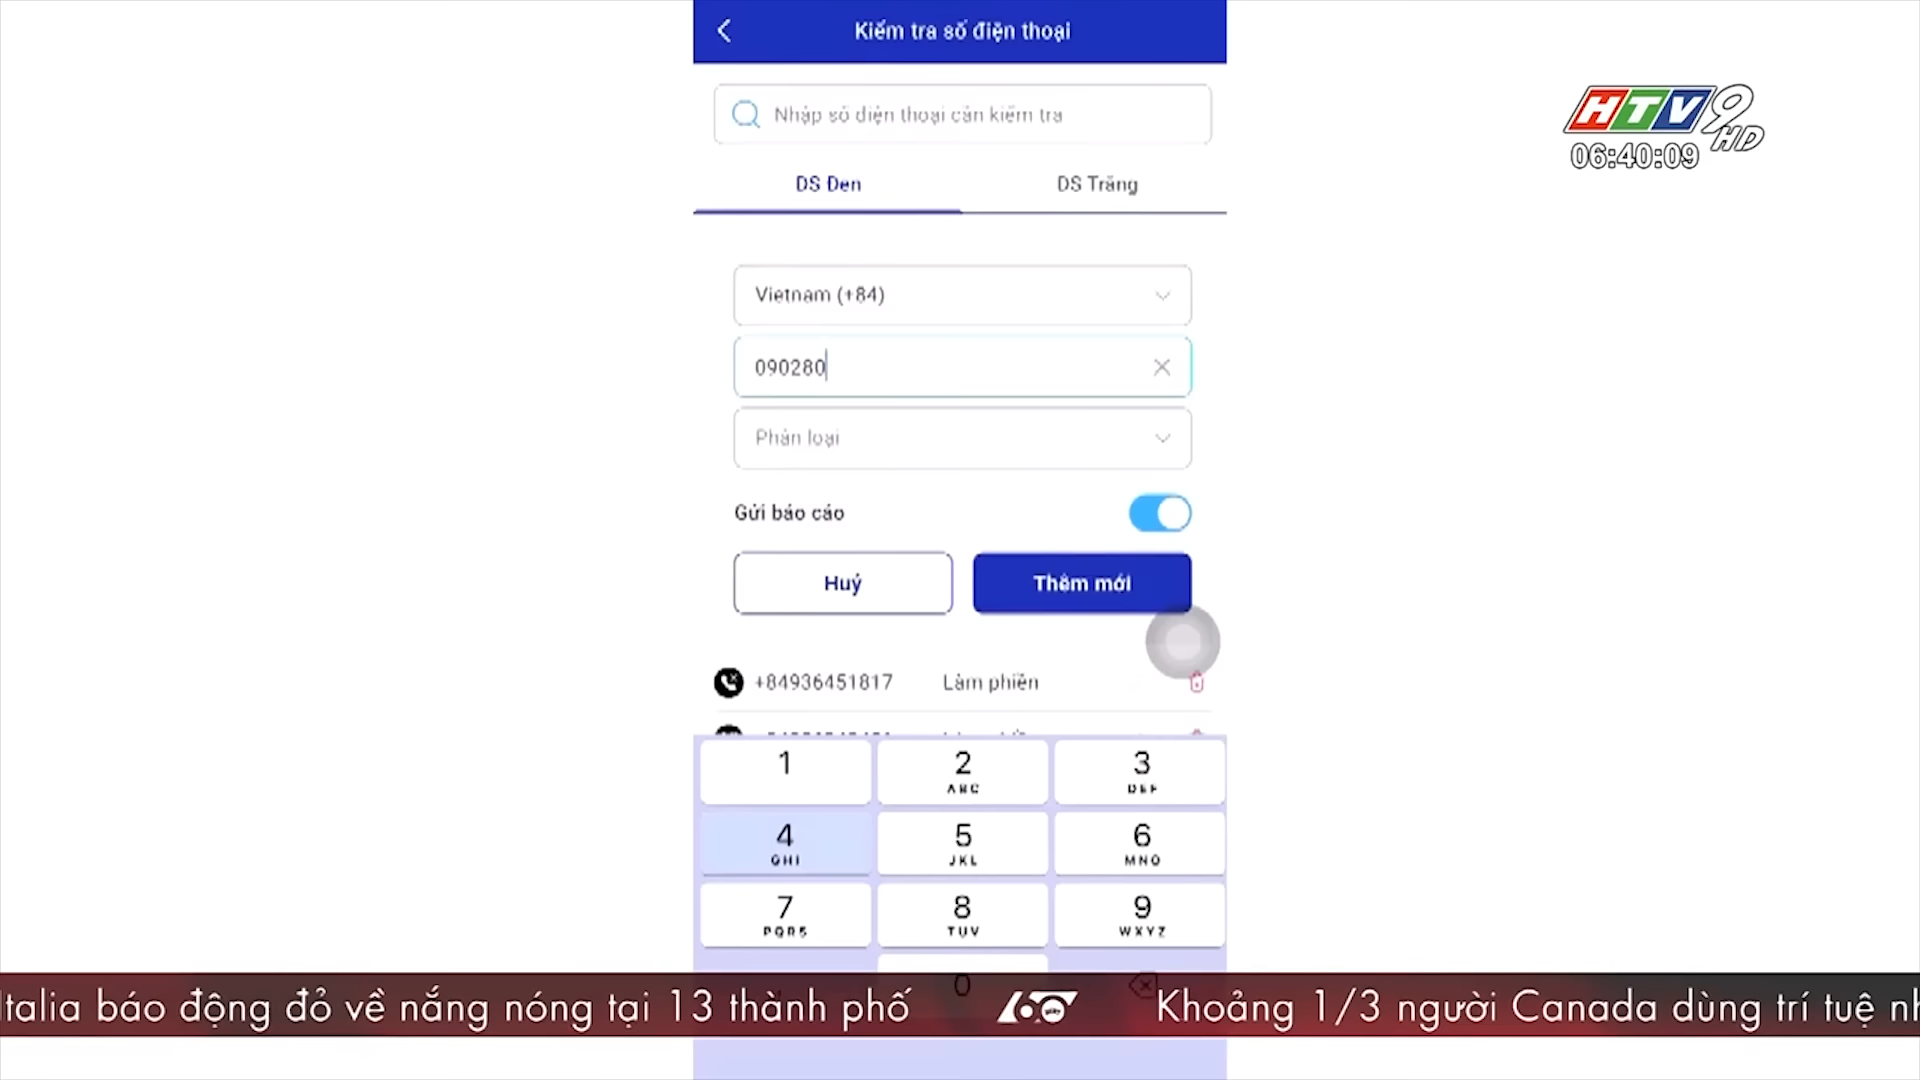 Kiểm tra số điện thoại
HTV9
HD
06:40:09
Nhập số điện thoại cần kiểm tra
DS Đen
DS Trắng
Vietnam (+84)
090280
Phân loại
Gửi báo cáo
Huỷ
Thêm mới
+84936451817
Làm phiền
1
2
ABC
3
DEF
4
GHI
5
JKL
6
MNO
7
PQRS
8
TUV
9
WXYZ
0
Italia báo động đỏ về nắng nóng tại 13 thành phố
60
Khoảng 1/3 người Canada dùng trí tuệ